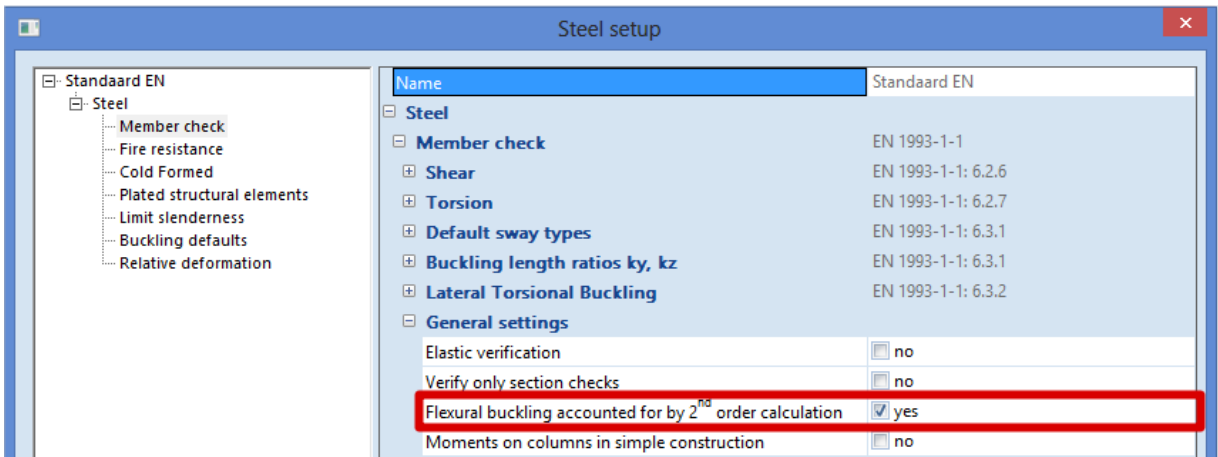 Steel setup
Standaard EN
Steel
Member check
Fire resistance
Cold Formed
Plated structural elements
Limit slenderness
Buckling defaults
Relative deformation
Name Standaard EN
Steel
Member check EN 1993-1-1
Shear EN 1993-1-1: 6.2.6
Torsion EN 1993-1-1: 6.2.7
Default sway types EN 1993-1-1: 6.3.1
Buckling length ratios ky, kz EN 1993-1-1: 6.3.1
Lateral Torsional Buckling EN 1993-1-1: 6.3.2
General settings
Elastic verification no
Verify only section checks no
Flexural buckling accounted for by 2nd order calculation yes
Moments on columns in simple construction no